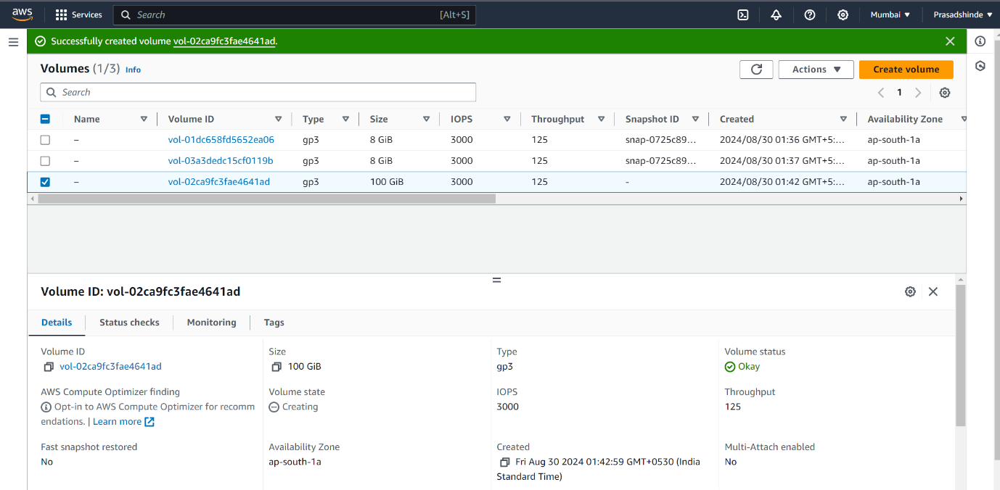 aws Services Search [Alt+S] Mumbai ▼ Prasadshinde ▼
Successfully created volume vol-02ca9fc3fae4641ad.
Volumes (1/3) Info Actions ▼ Create volume
Search 1
Name Volume ID Type Size IOPS Throughput Snapshot ID Created Availability Zone
– vol-01dc658fd5652ea06 gp3 8 GiB 3000 125 snap-0725c89... 2024/08/30 01:36 GMT+5:... ap-south-1a
– vol-03a3dedc15cf0119b gp3 8 GiB 3000 125 snap-0725c89... 2024/08/30 01:37 GMT+5:... ap-south-1a
– vol-02ca9fc3fae4641ad gp3 100 GiB 3000 125 - 2024/08/30 01:42 GMT+5:... ap-south-1a
Volume ID: vol-02ca9fc3fae4641ad
Details Status checks Monitoring Tags
Volume ID Size Type Volume status
vol-02ca9fc3fae4641ad 100 GiB gp3 Okay
AWS Compute Optimizer finding Volume state IOPS Throughput
Opt-in to AWS Compute Optimizer for recomm Creating 3000 125
endations. | Learn more
Fast snapshot restored Availability Zone Created Multi-Attach enabled
No ap-south-1a Fri Aug 30 2024 01:42:59 GMT+0530 (India No
Standard Time)